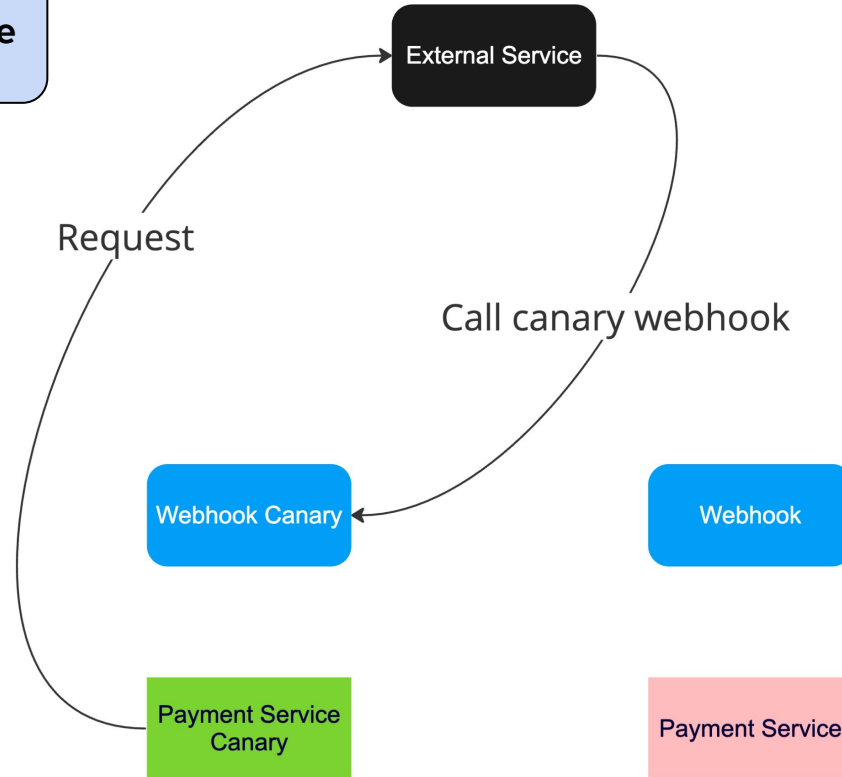 External Service
Request
Call canary webhook
Webhook Canary
Webhook
Payment Service
Canary
Payment Service